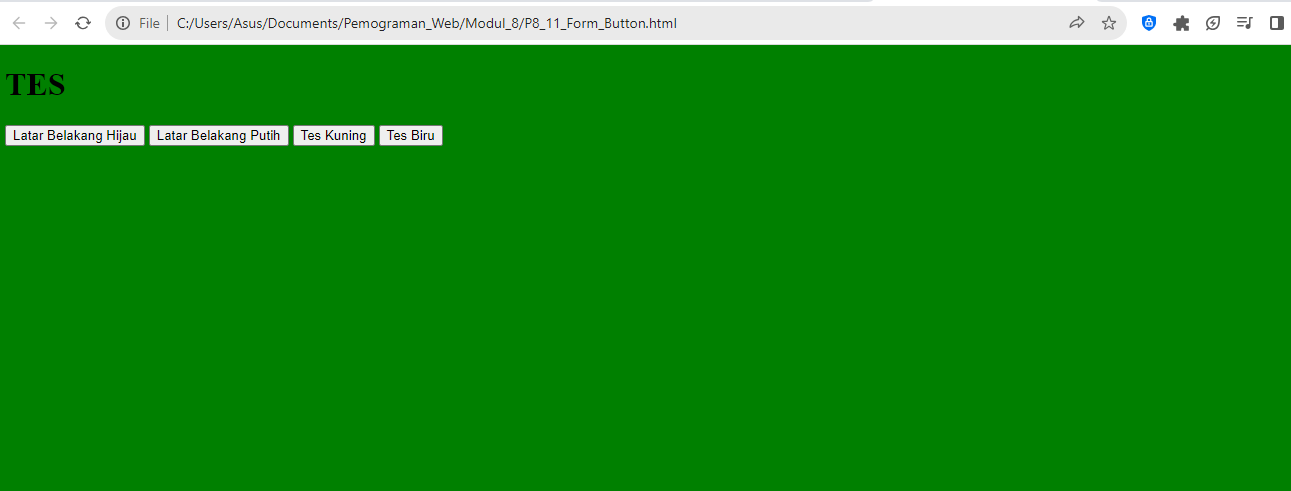 File C:/Users/Asus/Documents/Pemograman_Web/Modul_8/P8_11_Form_Button.html
TES
Latar Belakang Hijau Latar Belakang Putih Tes Kuning Tes Biru